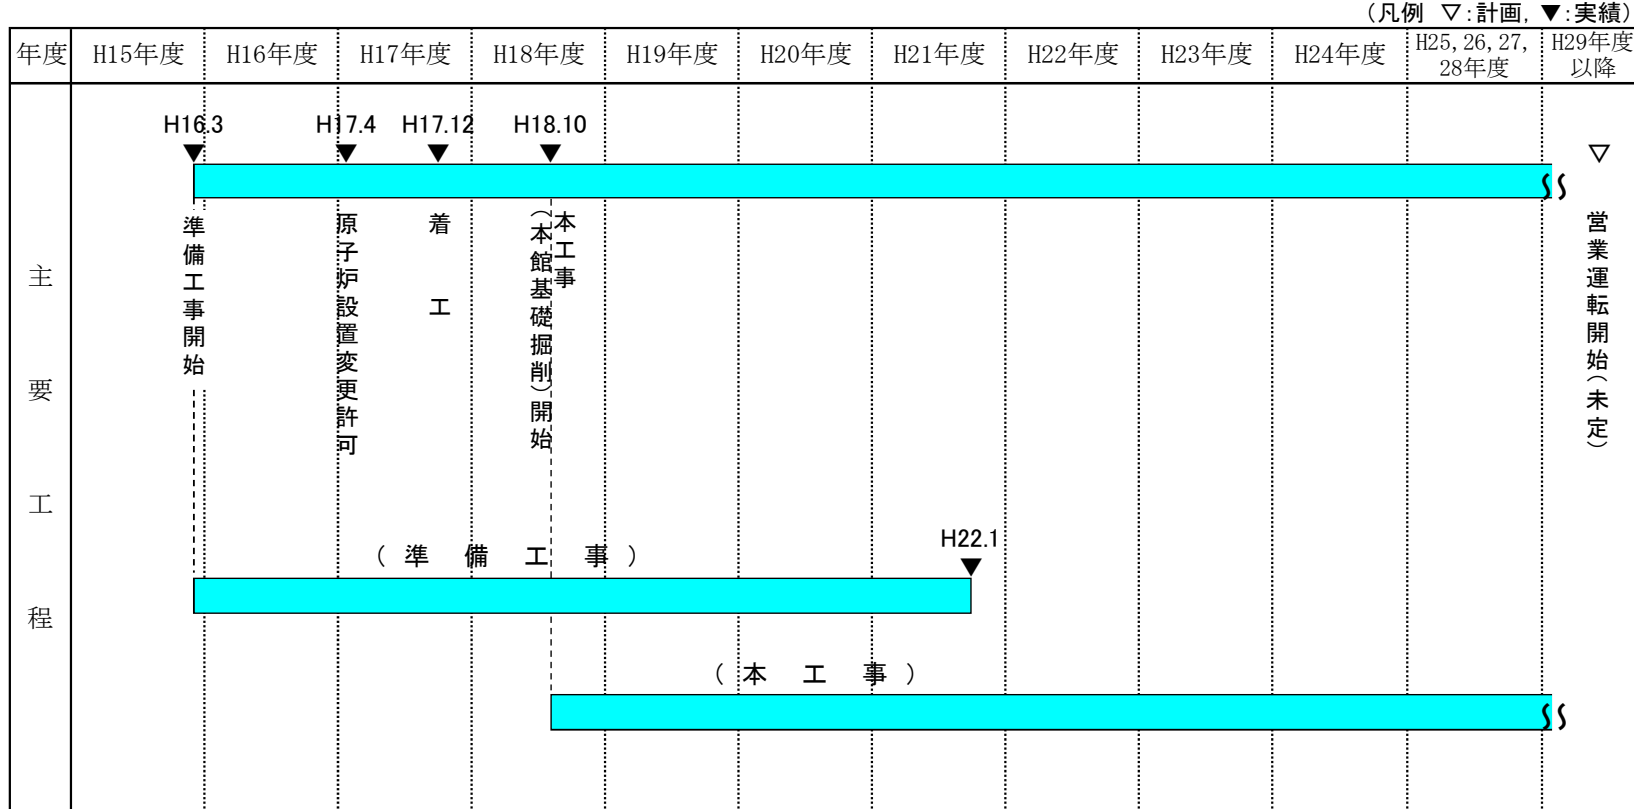 （凡例 ▽:計画, ▼:実績）
年度
H15年度
H16年度
H17年度
H18年度
H19年度
H20年度
H21年度
H22年度
H23年度
H24年度
H25,26,27,
28年度
H29年度
以降
主要工程
H16.3
▼
準備工事開始
H17.4
▼
原子炉設置変更許可
H17.12
▼
着工
H18.10
▼
本工事
（本館基礎掘削）開始
▽
営業運転開始（未定）
（準備工事）
H22.1
▼
（本工事）